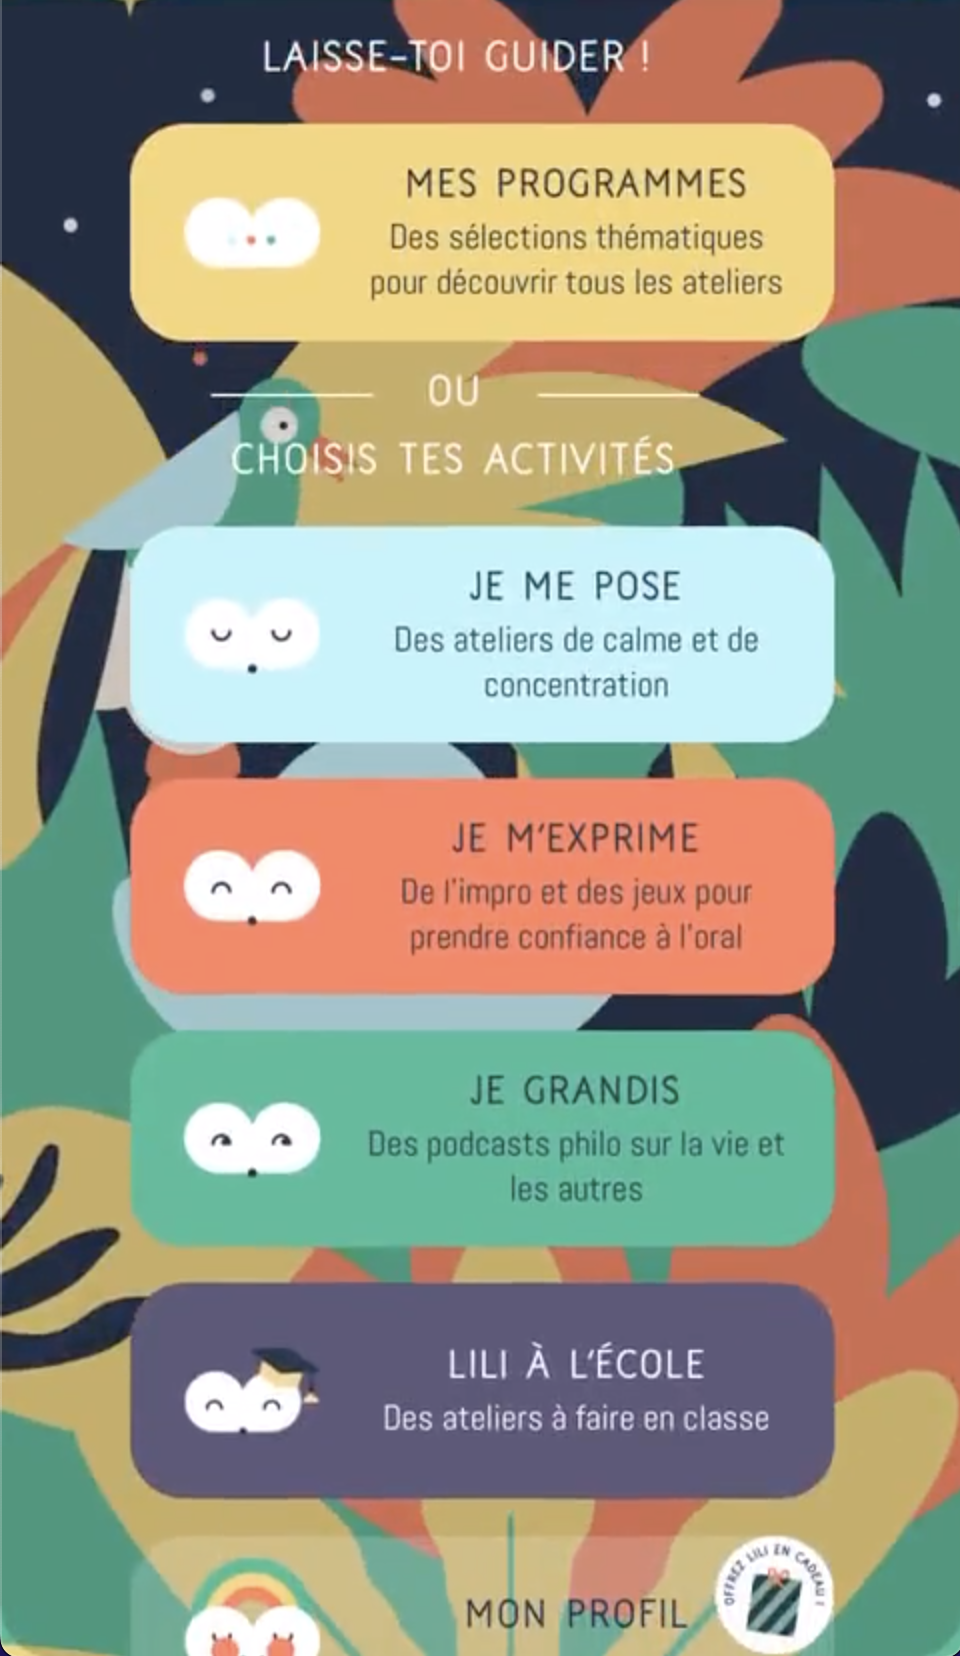 LAISSE-TOI GUIDER !
MES PROGRAMMES
Des sélections thématiques
pour découvrir tous les ateliers
OU
CHOISIS TES ACTIVITÉS
JE ME POSE
Des ateliers de calme et de
concentration
JE M'EXPRIME
De l'impro et des jeux pour
prendre confiance à l'oral
JE GRANDIS
Des podcasts philo sur la vie et
les autres
LILI À L'ÉCOLE
Des ateliers à faire en classe
MON PROFIL
OFFREZ LILI EN CADEAU !